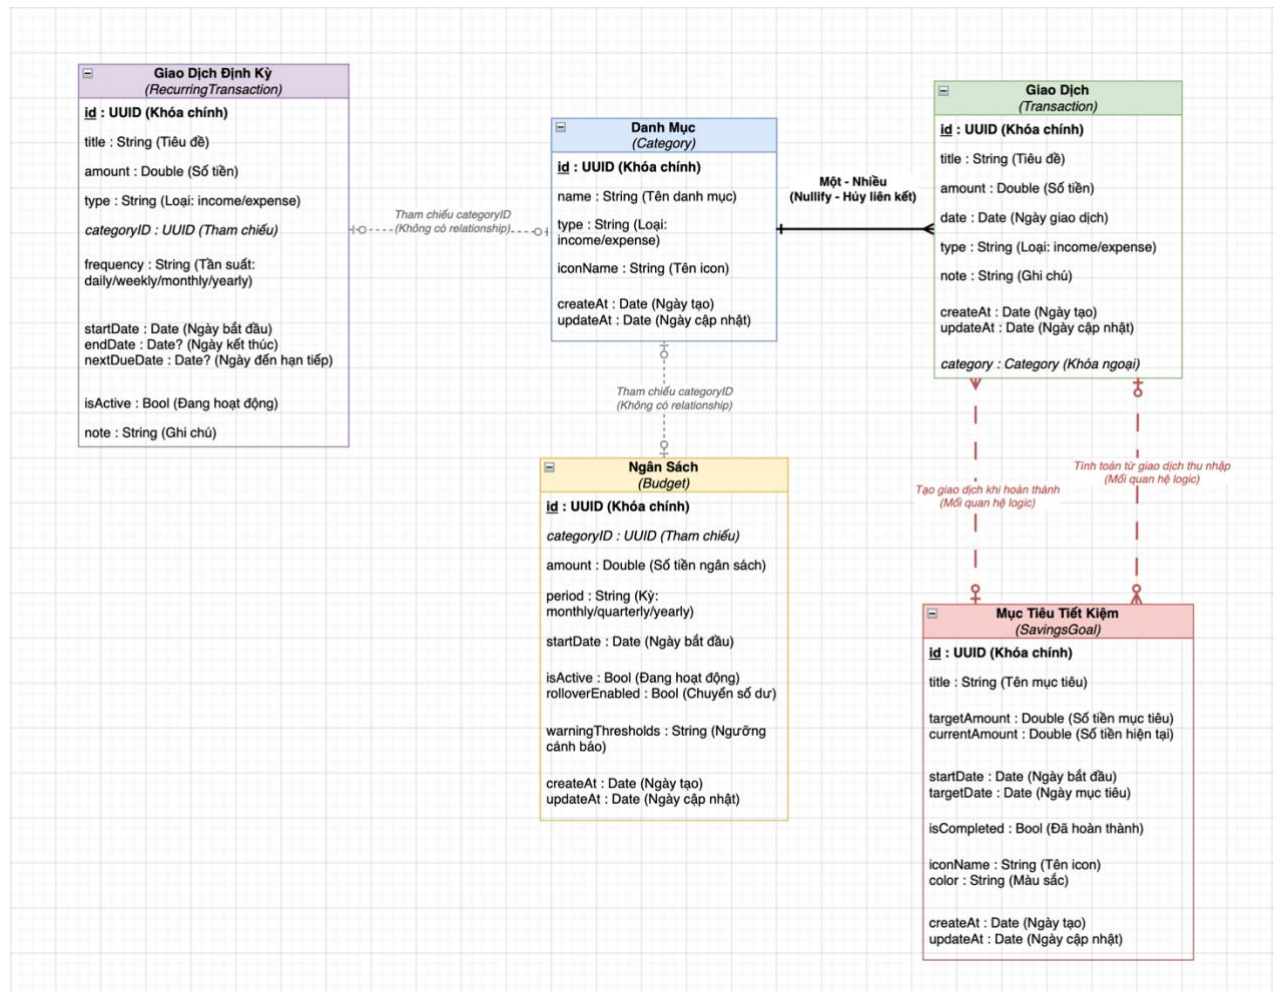 Giao Dịch Định Kỳ
(RecurringTransaction)
id : UUID (Khóa chính)
title : String (Tiêu đề)
amount : Double (Số tiền)
type : String (Loại: income/expense)
categoryID : UUID (Tham chiếu)
frequency : String (Tần suất:
daily/weekly/monthly/yearly)
startDate : Date (Ngày bắt đầu)
endDate : Date? (Ngày kết thúc)
nextDueDate : Date? (Ngày đến hạn tiếp)
isActive : Bool (Đang hoạt động)
note : String (Ghi chú)
Tham chiếu categoryID
(Không có relationship)
Danh Mục
(Category)
id : UUID (Khóa chính)
name : String (Tên danh mục)
type : String (Loại:
income/expense)
iconName : String (Tên icon)
createAt : Date (Ngày tạo)
updateAt : Date (Ngày cập nhật)
Một - Nhiều
(Nullify - Hủy liên kết)
Giao Dịch
(Transaction)
id : UUID (Khóa chính)
title : String (Tiêu đề)
amount : Double (Số tiền)
date : Date (Ngày giao dịch)
type : String (Loại: income/expense)
note : String (Ghi chú)
createAt : Date (Ngày tạo)
updateAt : Date (Ngày cập nhật)
category : Category (Khóa ngoại)
Tham chiếu categoryID
(Không có relationship)
Ngân Sách
(Budget)
id : UUID (Khóa chính)
categoryID : UUID (Tham chiếu)
amount : Double (Số tiền ngân sách)
period : String (Kỳ:
monthly/quarterly/yearly)
startDate : Date (Ngày bắt đầu)
isActive : Bool (Đang hoạt động)
rolloverEnabled : Bool (Chuyển số dư)
warningThresholds : String (Ngưỡng
cảnh báo)
createAt : Date (Ngày tạo)
updateAt : Date (Ngày cập nhật)
Tạo giao dịch khi hoàn thành
(Mối quan hệ logic)
Tính toán từ giao dịch thu nhập
(Mối quan hệ logic)
Mục Tiêu Tiết Kiệm
(SavingsGoal)
id : UUID (Khóa chính)
title : String (Tên mục tiêu)
targetAmount : Double (Số tiền mục tiêu)
currentAmount : Double (Số tiền hiện tại)
startDate : Date (Ngày bắt đầu)
targetDate : Date (Ngày mục tiêu)
isCompleted : Bool (Đã hoàn thành)
iconName : String (Tên icon)
color : String (Màu sắc)
createAt : Date (Ngày tạo)
updateAt : Date (Ngày cập nhật)